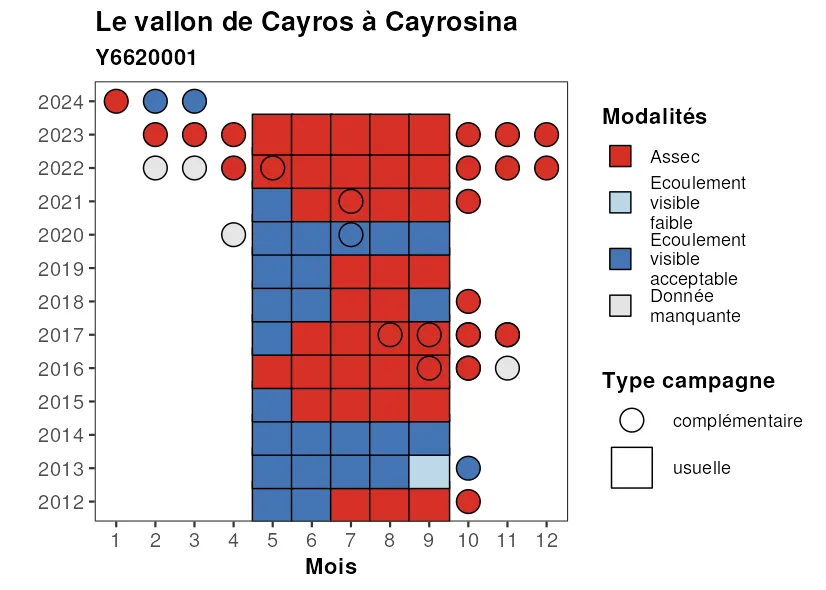 Le vallon de Cayros à Cayrosina
Y6620001
2024
2023
2022
2021
2020
2019
2018
2017
2016
2015
2014
2013
2012
1 2 3 4 5 6 7 8 9 10 11 12
Mois
Modalités
Assec
Ecoulement
visible
faible
Ecoulement
visible
acceptable
Donnée
manquante
Type campagne
complémentaire
usuelle